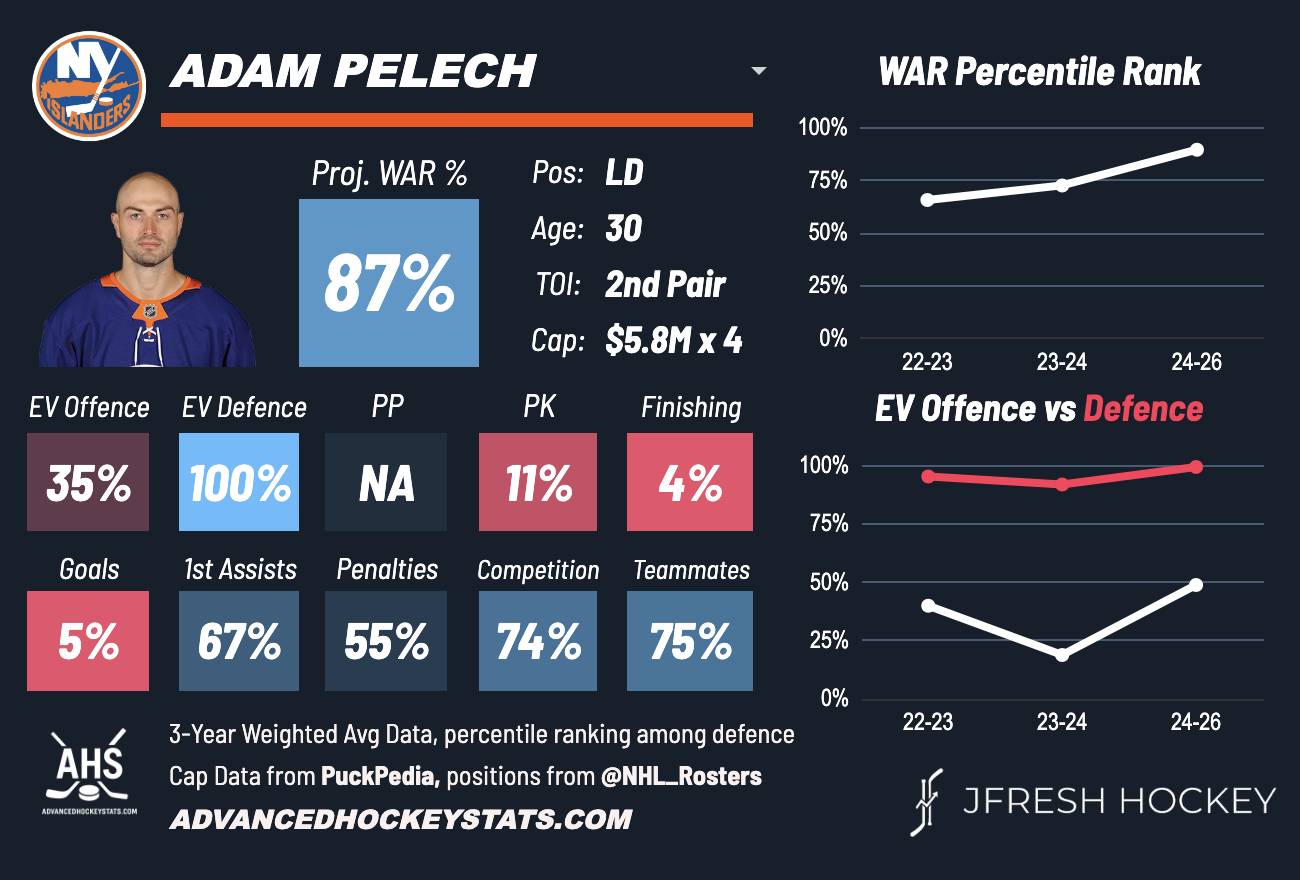 NY
ISLANDERS
ADAM PELECH
Proj. WAR %
87%
Pos: LD
Age: 30
TOI: 2nd Pair
Cap: $5.8M x 4
EV Offence EV Defence PP PK Finishing
35% 100% NA 11% 4%
Goals 1st Assists Penalties Competition Teammates
5% 67% 55% 74% 75%
WAR Percentile Rank
100%
75%
50%
25%
0%
22-23 23-24 24-26
EV Offence vs Defence
100%
75%
50%
25%
0%
22-23 23-24 24-26
AHS
ADVANCEDHOCKEYSTATS.COM
3-Year Weighted Avg Data, percentile ranking among defence
Cap Data from PuckPedia, positions from @NHL_Rosters
ADVANCEDHOCKEYSTATS.COM
JFRESH HOCKEY